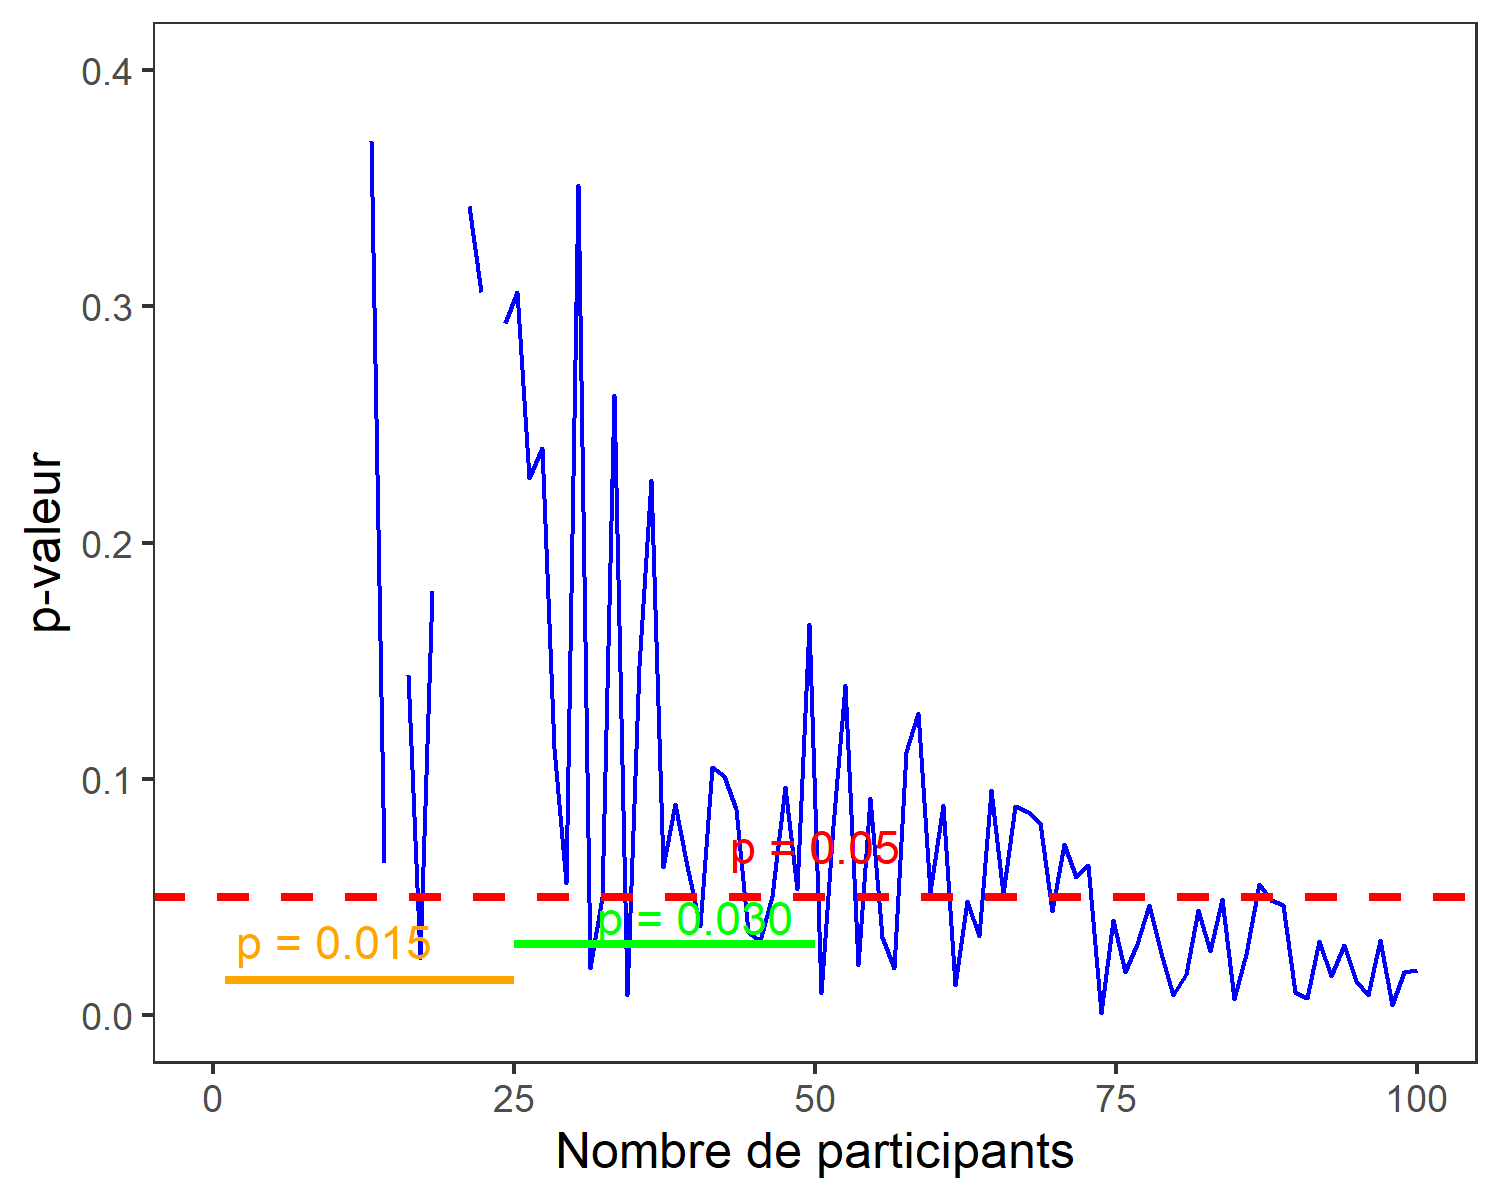 0.4
0.3
0.2
0.1
0.0
p-valeur
p = 0.05
p = 0.030
p = 0.015
0 25 50 75 100
Nombre de participants